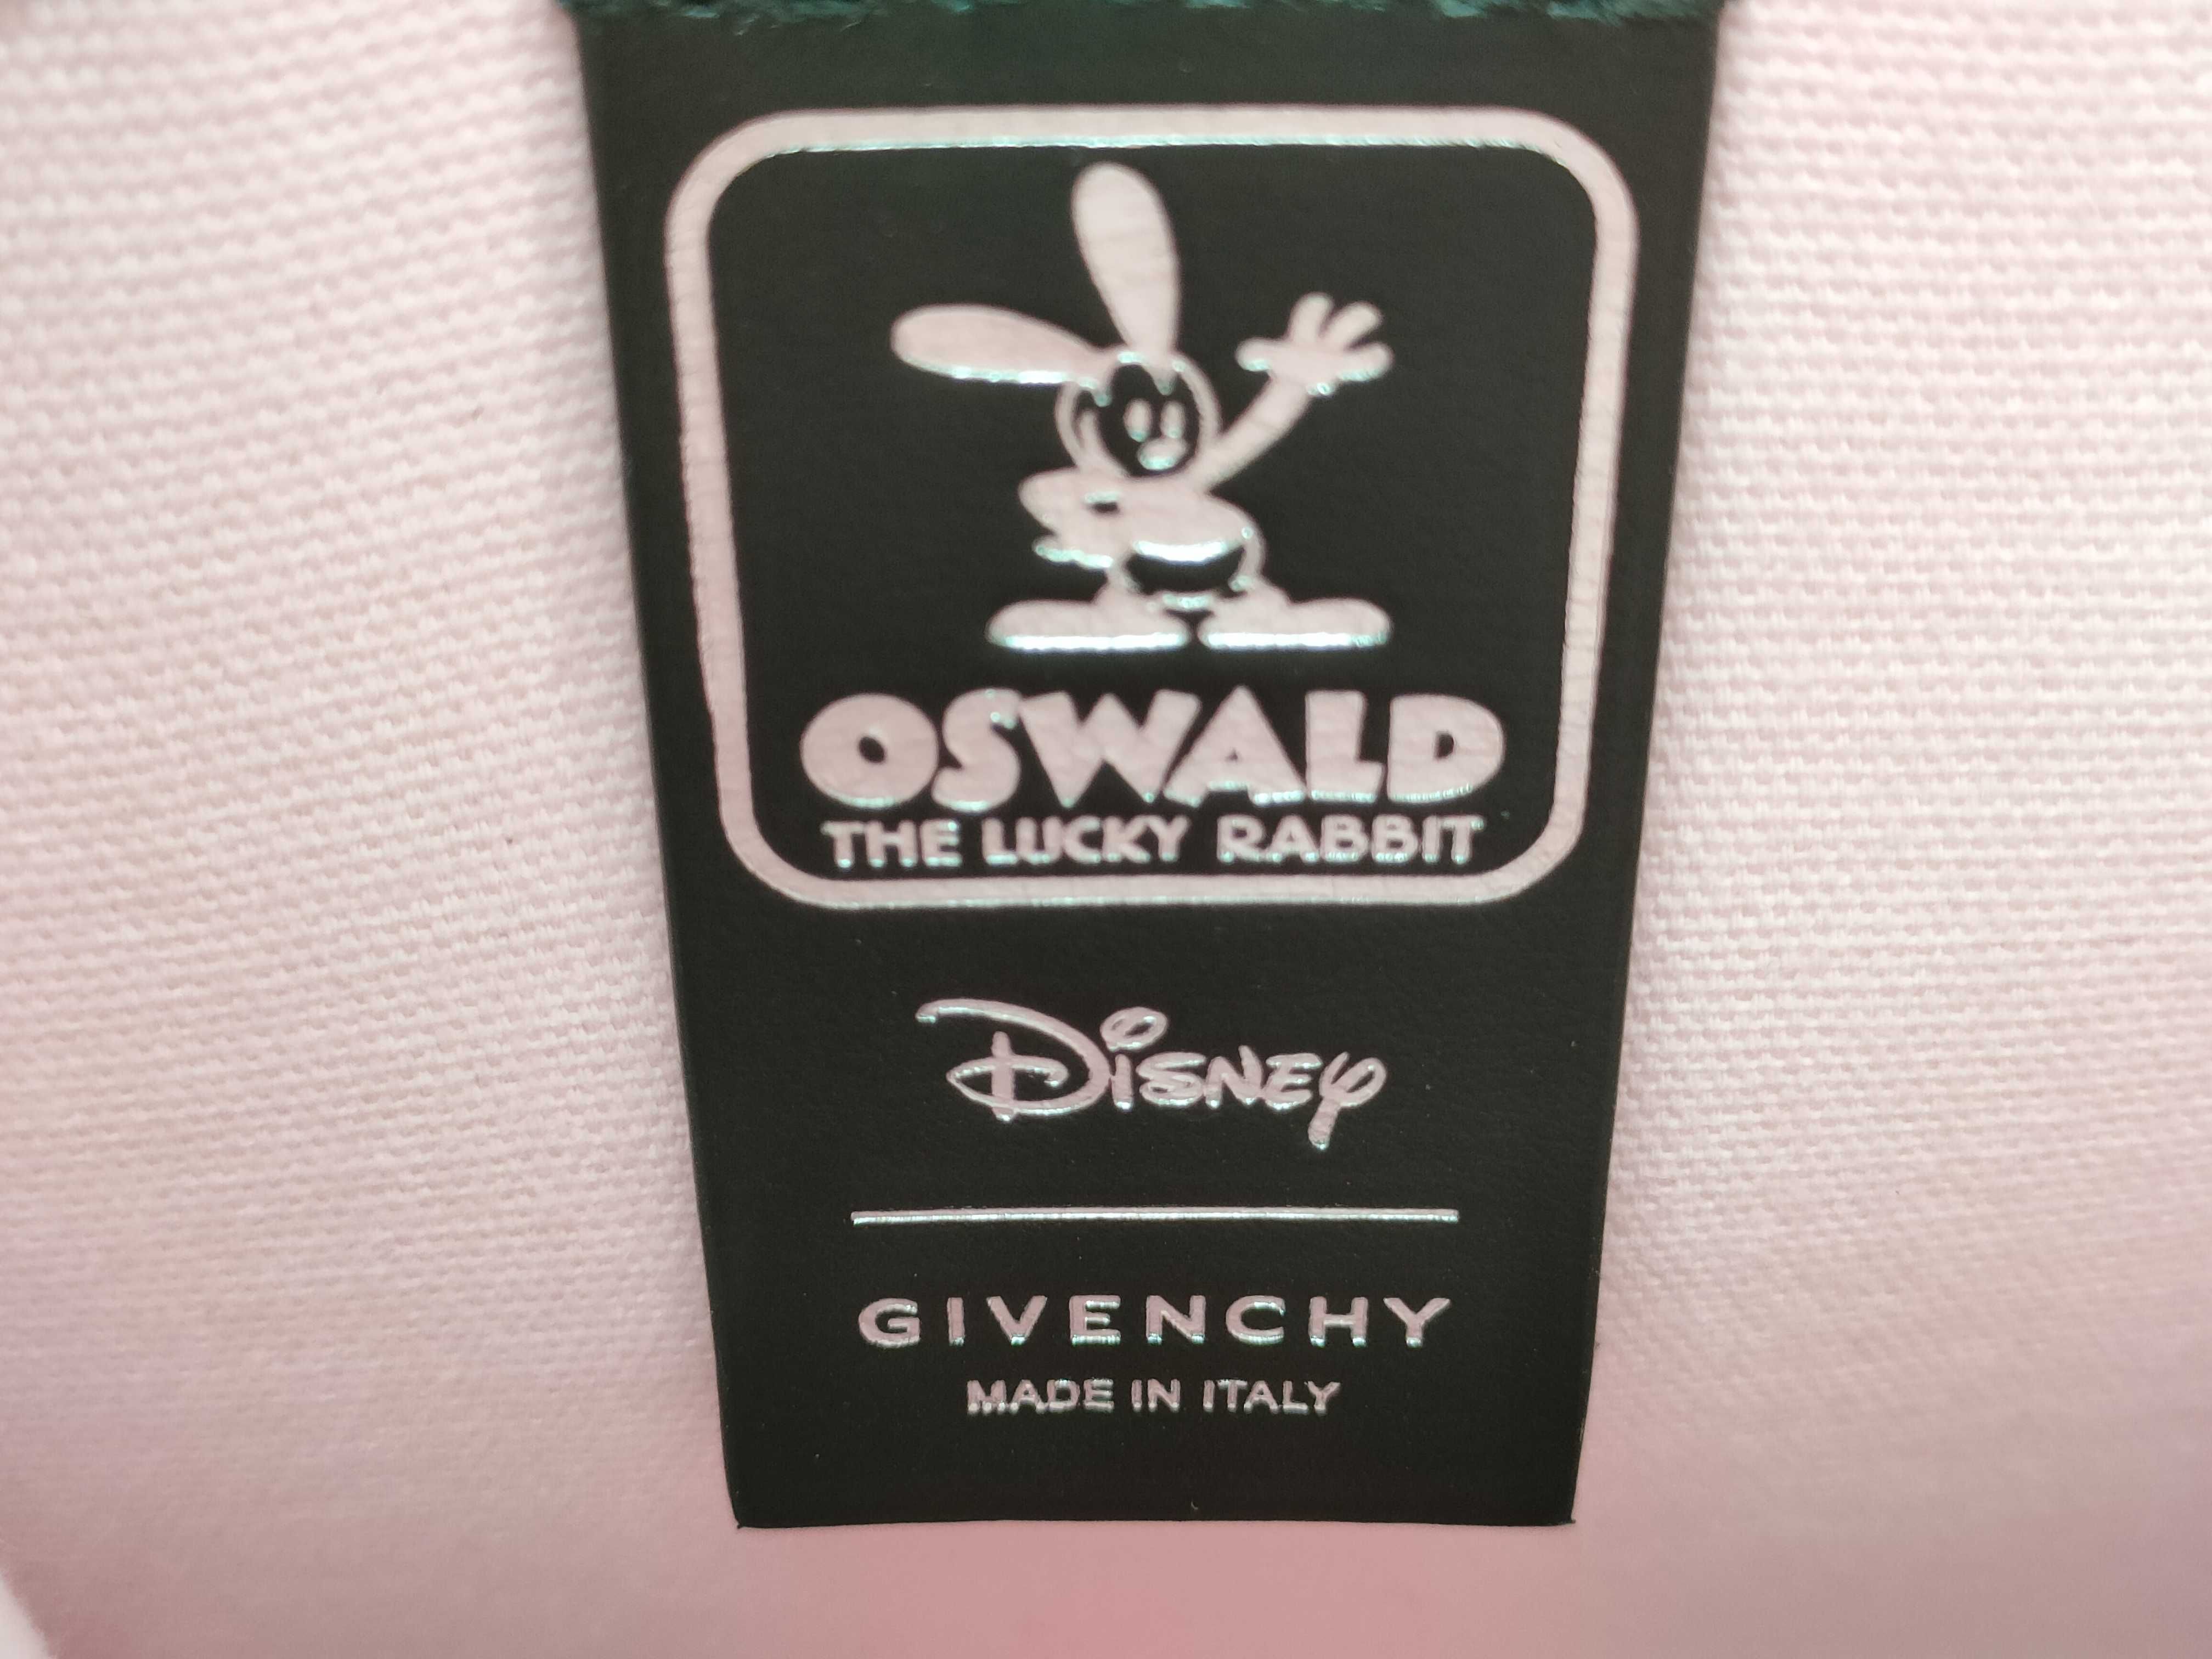 OSWALD
THE LUCKY RABBIT
Disney
GIVENCHY
MADE IN ITALY